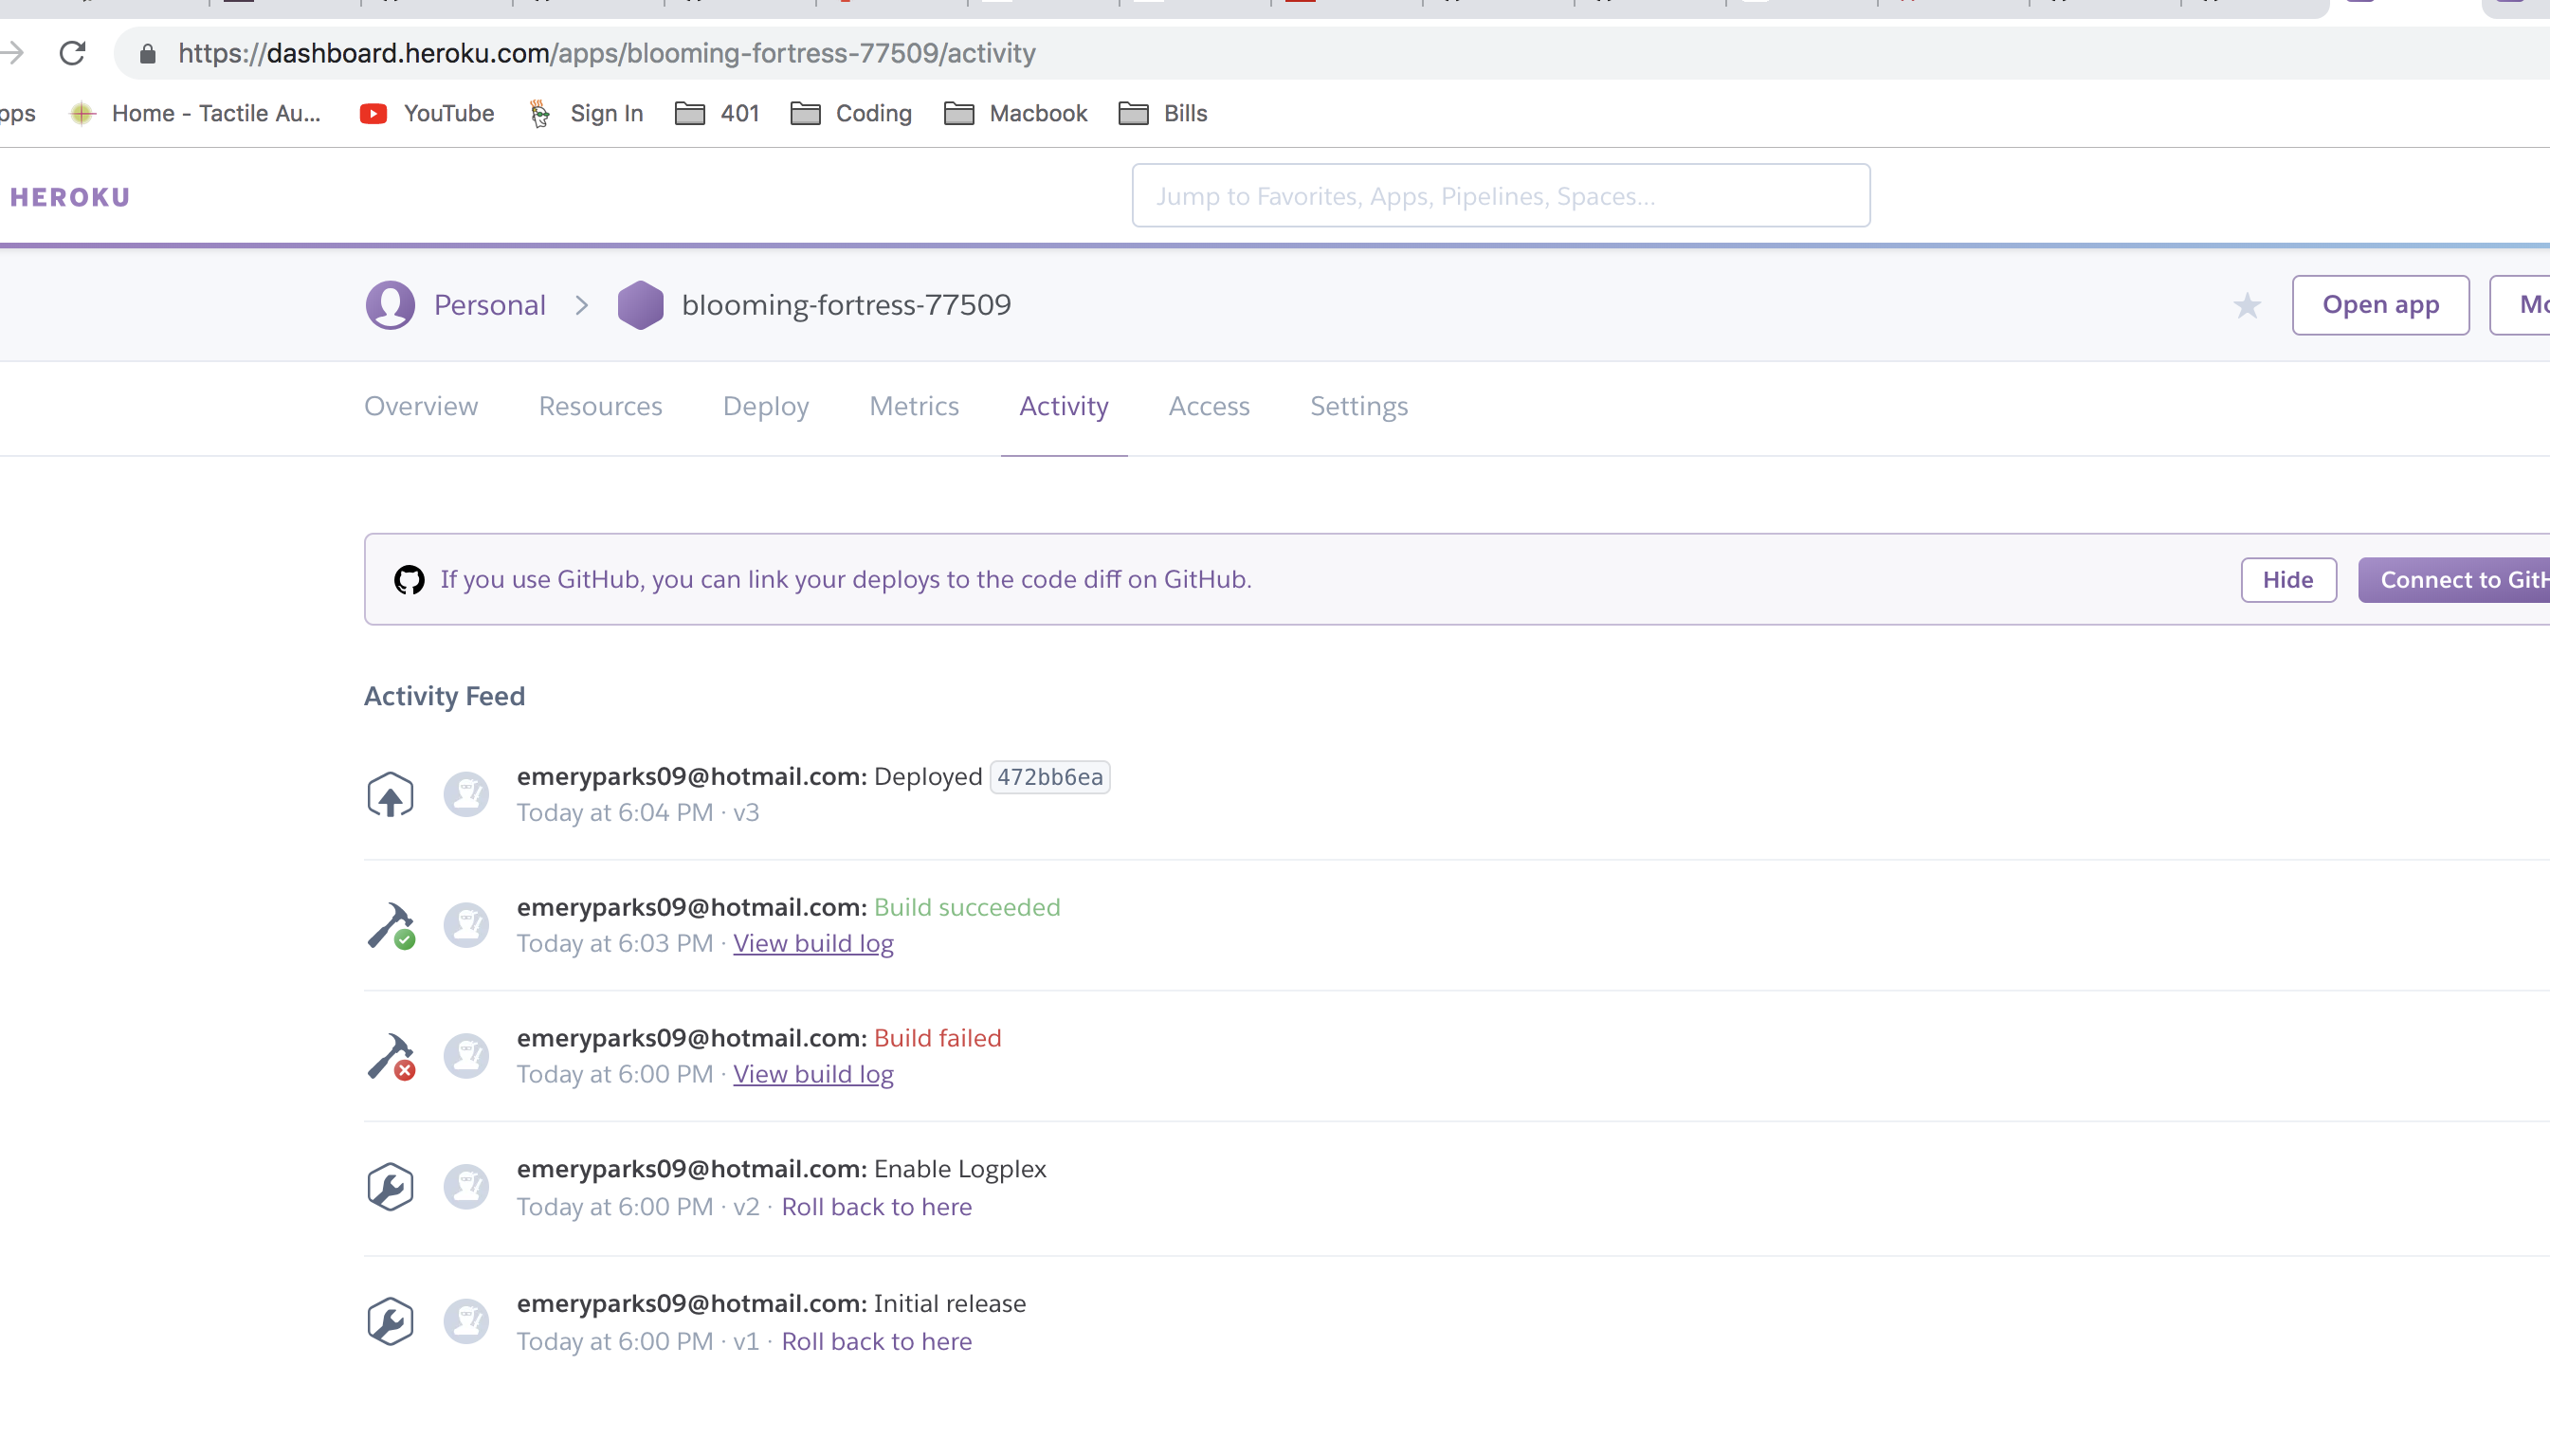 https://dashboard.heroku.com/apps/blooming-fortress-77509/activity
Home - Tactile Au... YouTube Sign In 401 Coding Macbook Bills
HEROKU
Jump to Favorites, Apps, Pipelines, Spaces...
Personal > blooming-fortress-77509
Open app
Overview Resources Deploy Metrics Activity Access Settings
If you use GitHub, you can link your deploys to the code diff on GitHub.
Hide Connect to GitH
Activity Feed
emeryparks09@hotmail.com: Deployed 472bb6ea
Today at 6:04 PM · v3
emeryparks09@hotmail.com: Build succeeded
Today at 6:03 PM · View build log
emeryparks09@hotmail.com: Build failed
Today at 6:00 PM · View build log
emeryparks09@hotmail.com: Enable Logplex
Today at 6:00 PM · v2 · Roll back to here
emeryparks09@hotmail.com: Initial release
Today at 6:00 PM · v1 · Roll back to here